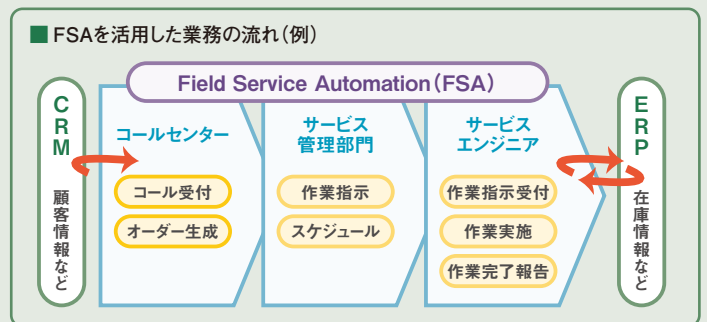 ■ FSAを活用した業務の流れ（例）
Field Service Automation（FSA）
CRM
顧客情報など
コールセンター
コール受付
オーダー生成
サービス
管理部門
作業指示
スケジュール
サービス
エンジニア
作業指示受付
作業実施
作業完了報告
ERP
在庫情報など